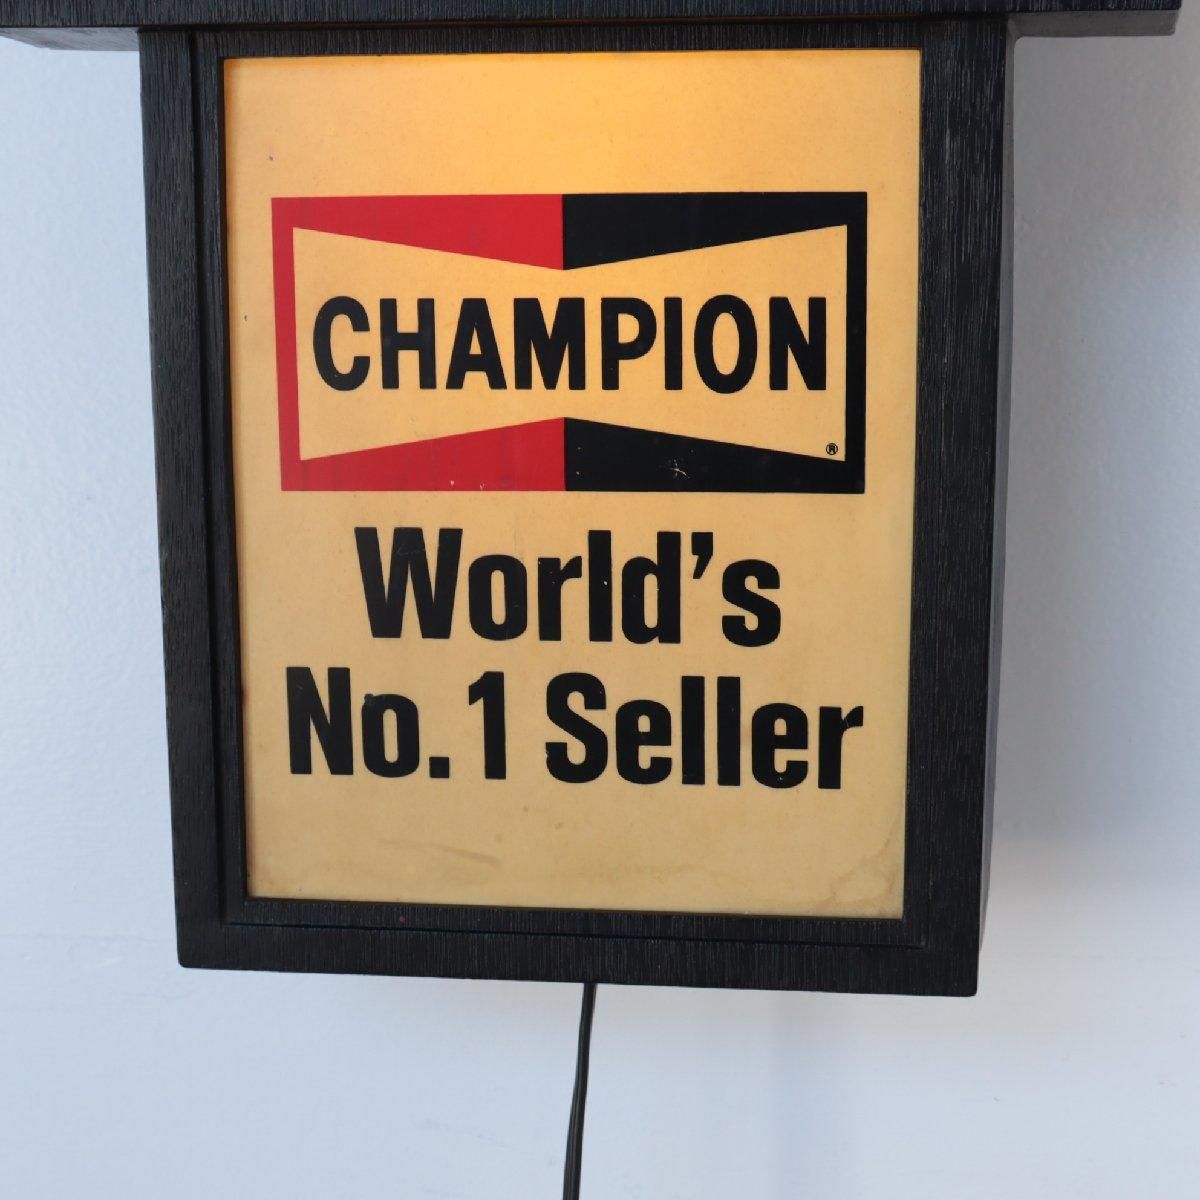 CHAMPION
®
World's
No. 1 Seller